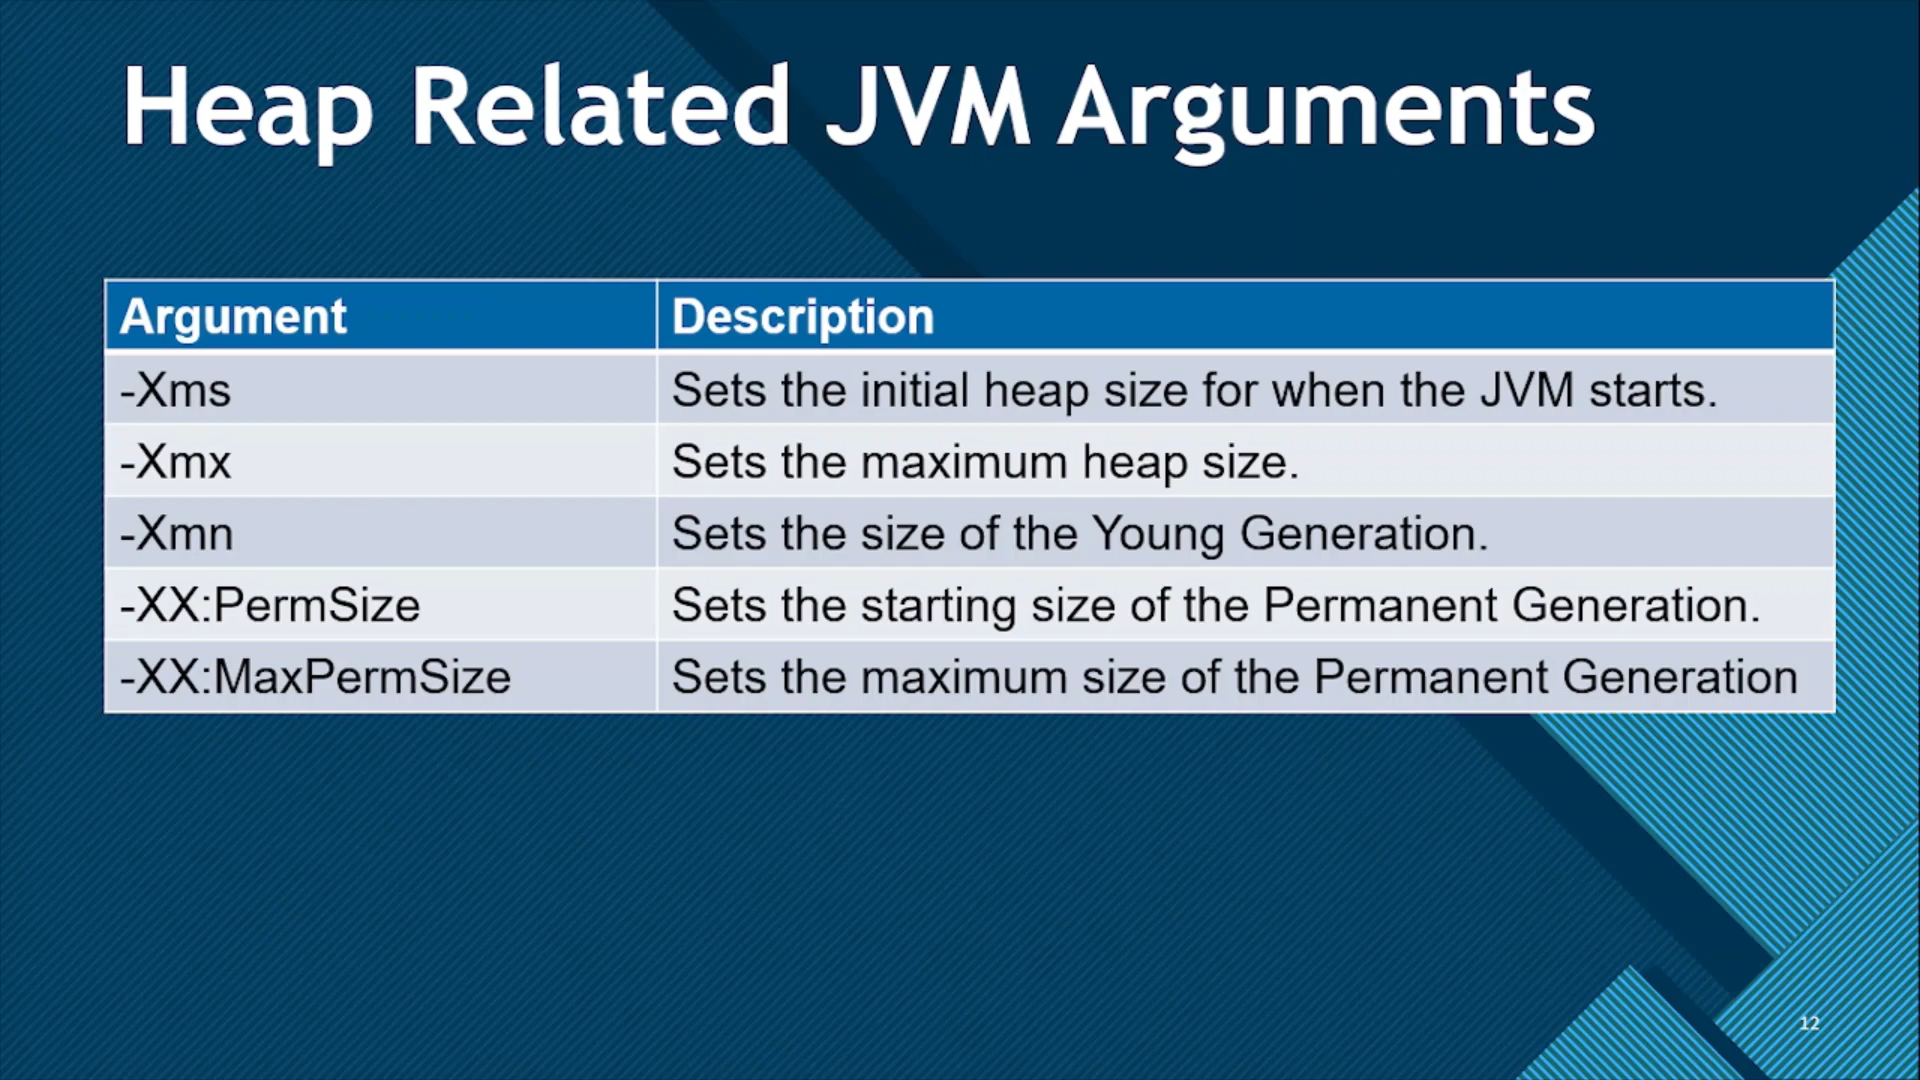 Heap Related JVM Arguments
Argument Description
-Xms Sets the initial heap size for when the JVM starts.
-Xmx Sets the maximum heap size.
-Xmn Sets the size of the Young Generation.
-XX:PermSize Sets the starting size of the Permanent Generation.
-XX:MaxPermSize Sets the maximum size of the Permanent Generation
12